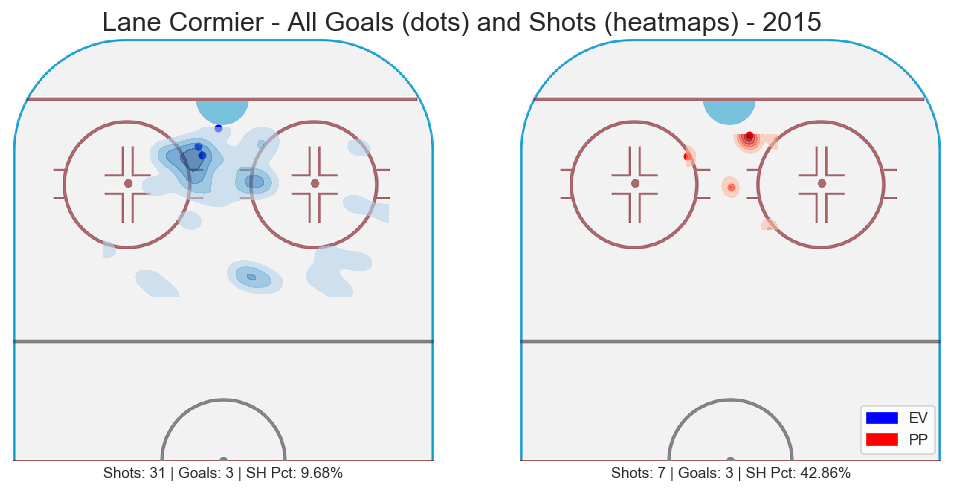 Lane Cormier - All Goals (dots) and Shots (heatmaps) - 2015
EV
PP
Shots: 31 | Goals: 3 | SH Pct: 9.68%
Shots: 7 | Goals: 3 | SH Pct: 42.86%